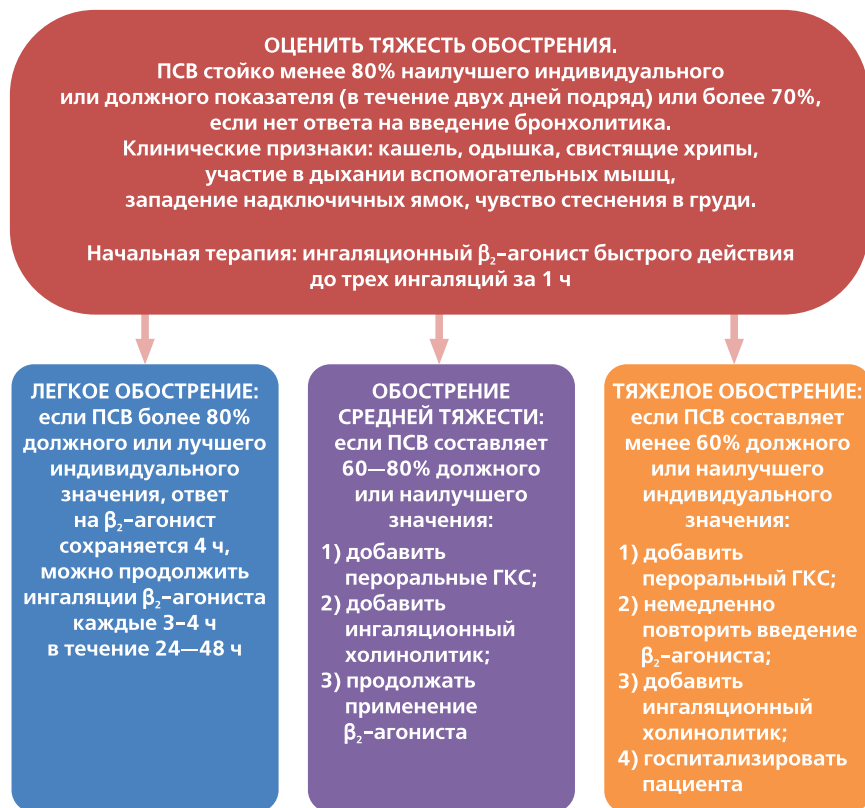 ОЦЕНИТЬ ТЯЖЕСТЬ ОБОСТРЕНИЯ.
ПСВ стойко менее 80% наилучшего индивидуального
или должного показателя (в течение двух дней подряд) или более 70%,
если нет ответа на введение бронхолитика.
Клинические признаки: кашель, одышка, свистящие хрипы,
участие в дыхании вспомогательных мышц,
западение надключичных ямок, чувство стеснения в груди.
Начальная терапия: ингаляционный β₂-агонист быстрого действия
до трех ингаляций за 1 ч
ЛЕГКОЕ ОБОСТРЕНИЕ:
если ПСВ более 80%
должного или лучшего
индивидуального
значения, ответ
на β₂-агонист
сохраняется 4 ч,
можно продолжить
ингаляции β₂-агониста
каждые 3–4 ч
в течение 24—48 ч
ОБОСТРЕНИЕ
СРЕДНЕЙ ТЯЖЕСТИ:
если ПСВ составляет
60—80% должного
или наилучшего
значения:
1) добавить
пероральные ГКС;
2) добавить
ингаляционный
холинолитик;
3) продолжать
применение
β₂-агониста
ТЯЖЕЛОЕ ОБОСТРЕНИЕ:
если ПСВ составляет
менее 60% должного
или наилучшего
индивидуального
значения:
1) добавить
пероральный ГКС;
2) немедленно
повторить введение
β₂-агониста;
3) добавить
ингаляционный
холинолитик;
4) госпитализировать
пациента